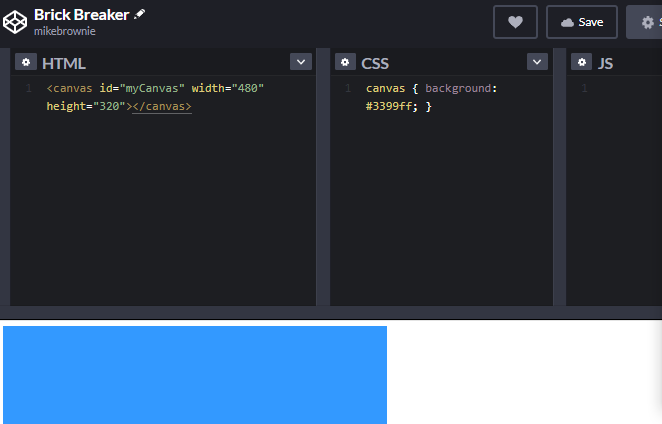 Brick Breaker
mikebrownie
Save
HTML
1 <canvas id="myCanvas" width="480"
height="320"></canvas>
CSS
1 canvas { background:
#3399ff; }
JS
1